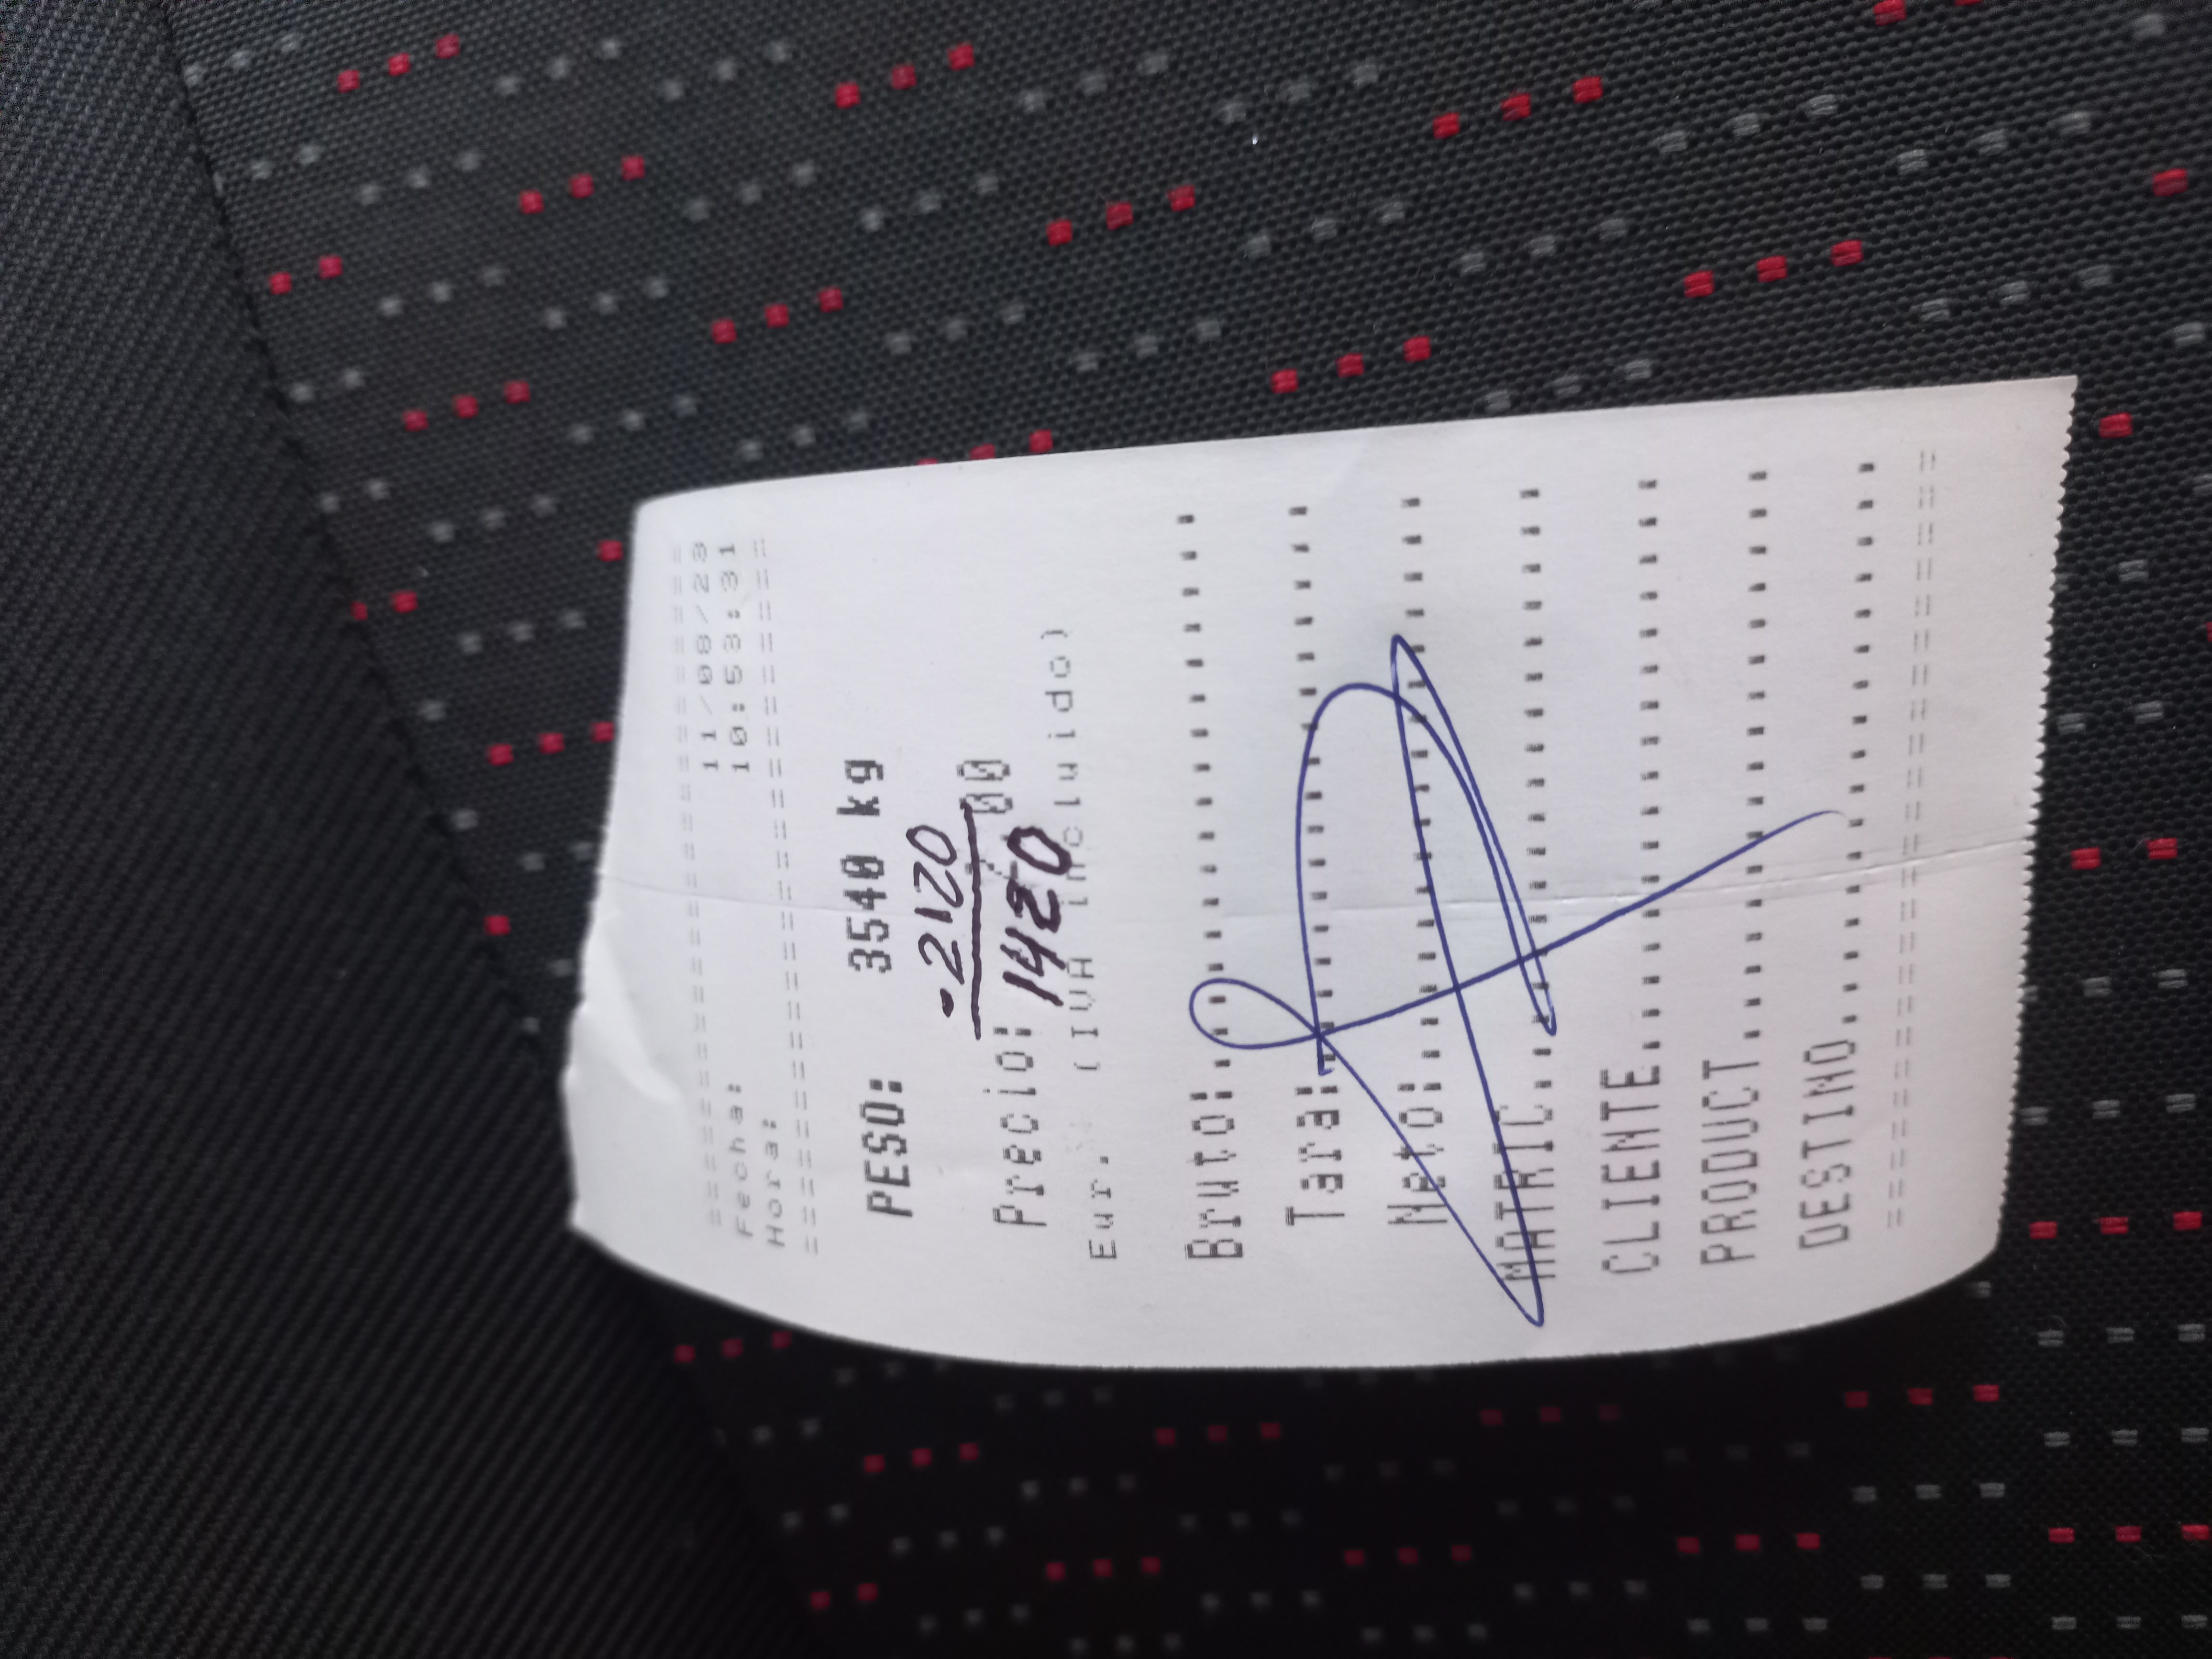 ==========================
Fecha: 11/08/23
Hora: 10:53:31
==========================
PESO: 3540 kg
-2120
Precio: 00
1420
Eur. (IVA incluido)
Bruto:..................
Tara:..................
Neto:..................
MATRIC..................
CLIENTE..................
PRODUCT..................
DESTINO..................
==========================